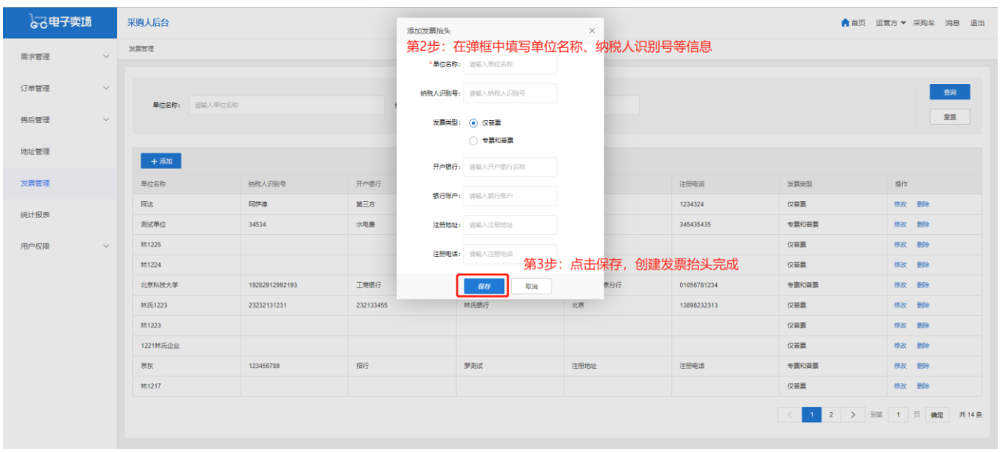 电子卖场
采购人后台
首页 运营方 采购车 消息 退出
添加发票抬头 ×
第2步：在弹框中填写单位名称、纳税人识别号等信息
需求管理
订单管理
售后管理
地址管理
发票管理
统计报表
用户权限
发票管理
单位名称： 请输入单位名称
查询
重置
*单位名称： 请输入单位名称
纳税人识别号： 请输入纳税人识别号
发票类型： 仅普票
专票和普票
开户银行： 请输入开户银行名称
银行账户： 请输入银行账户
注册地址： 请输入注册地址
注册电话： 请输入注册电话
第3步：点击保存，创建发票抬头完成
保存 取消
+ 添加
单位名称 纳税人识别号 开户银行 注册电话 发票类型 操作
阿达 阿萨德 第三方 1234324 仅普票 修改 删除
测试单位 34534 水电费 345435435 专票和普票 修改 删除
林1225 仅普票 修改 删除
林1224 仅普票 修改 删除
北京科技大学 19282912992193 工商银行 京分行 01056781234 专票和普票 修改 删除
林氏1223 23232131231 232133455 林氏银行 北京 13898232313 仅普票 修改 删除
林1223 仅普票 修改 删除
1221林氏企业 仅普票 修改 删除
京东 123456789 招行 罗测试 注册地址 注册电话 专票和普票 修改 删除
林1217 仅普票 修改 删除
< 1 2 > 到第 1 页 确定 共 14 条